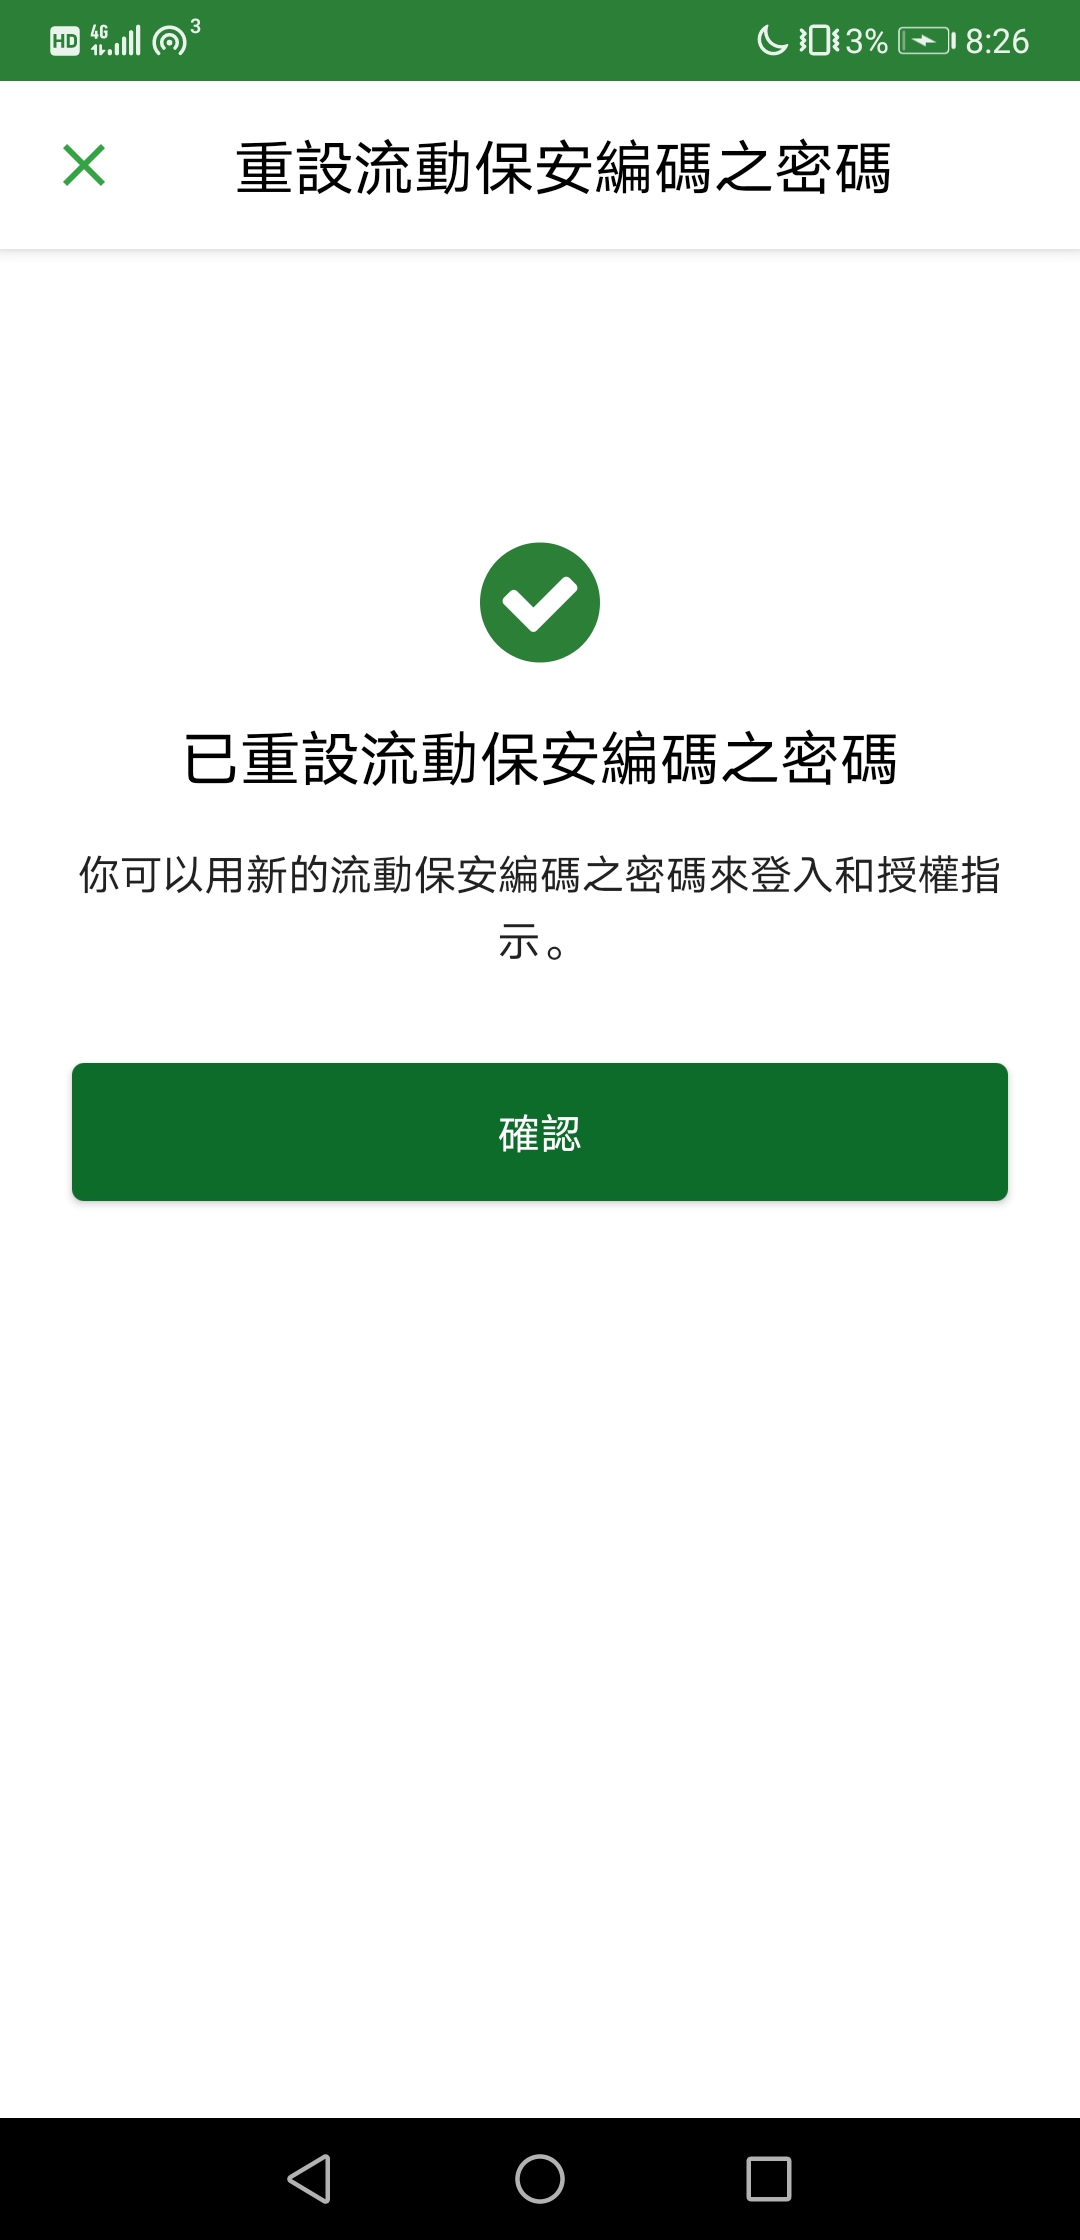 HD 4G 3 3% 8:26
重設流動保安編碼之密碼
已重設流動保安編碼之密碼
你可以用新的流動保安編碼之密碼來登入和授權指
示。
確認